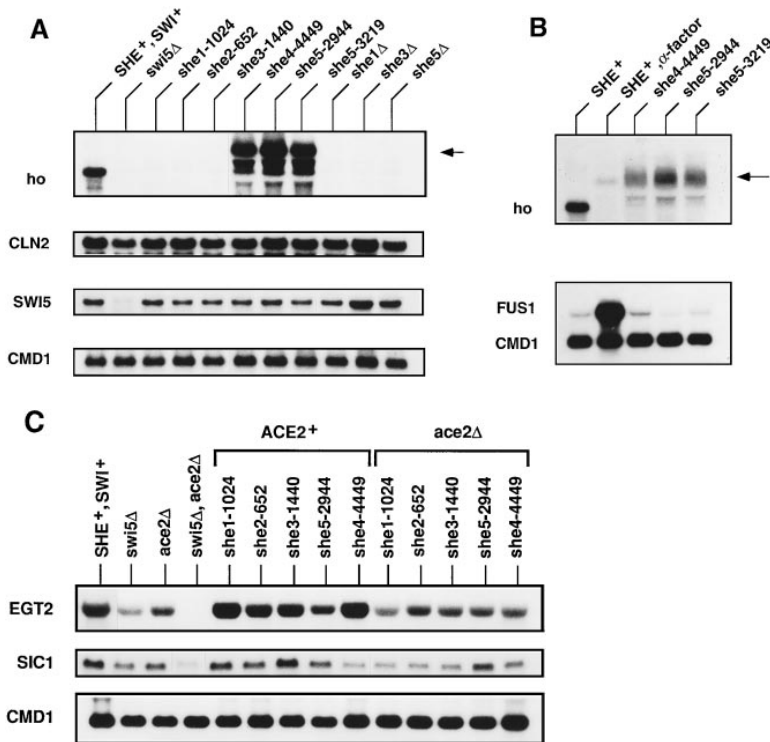 A
SHE+, SWI+
swi5Δ
she1-1024
she2-652
she3-1440
she4-4449
she5-2944
she5-3219
she1Δ
she3Δ
she5Δ
ho
CLN2
SWI5
CMD1
B
SHE+
SHE+, α-factor
she4-4449
she5-2944
she5-3219
ho
FUS1
CMD1
C
ACE2+
ace2Δ
SHE+, SWI+
swi5Δ
ace2Δ
swi5Δ, ace2Δ
she1-1024
she2-652
she3-1440
she5-2944
she4-4449
she1-1024
she2-652
she3-1440
she5-2944
she4-4449
EGT2
SIC1
CMD1